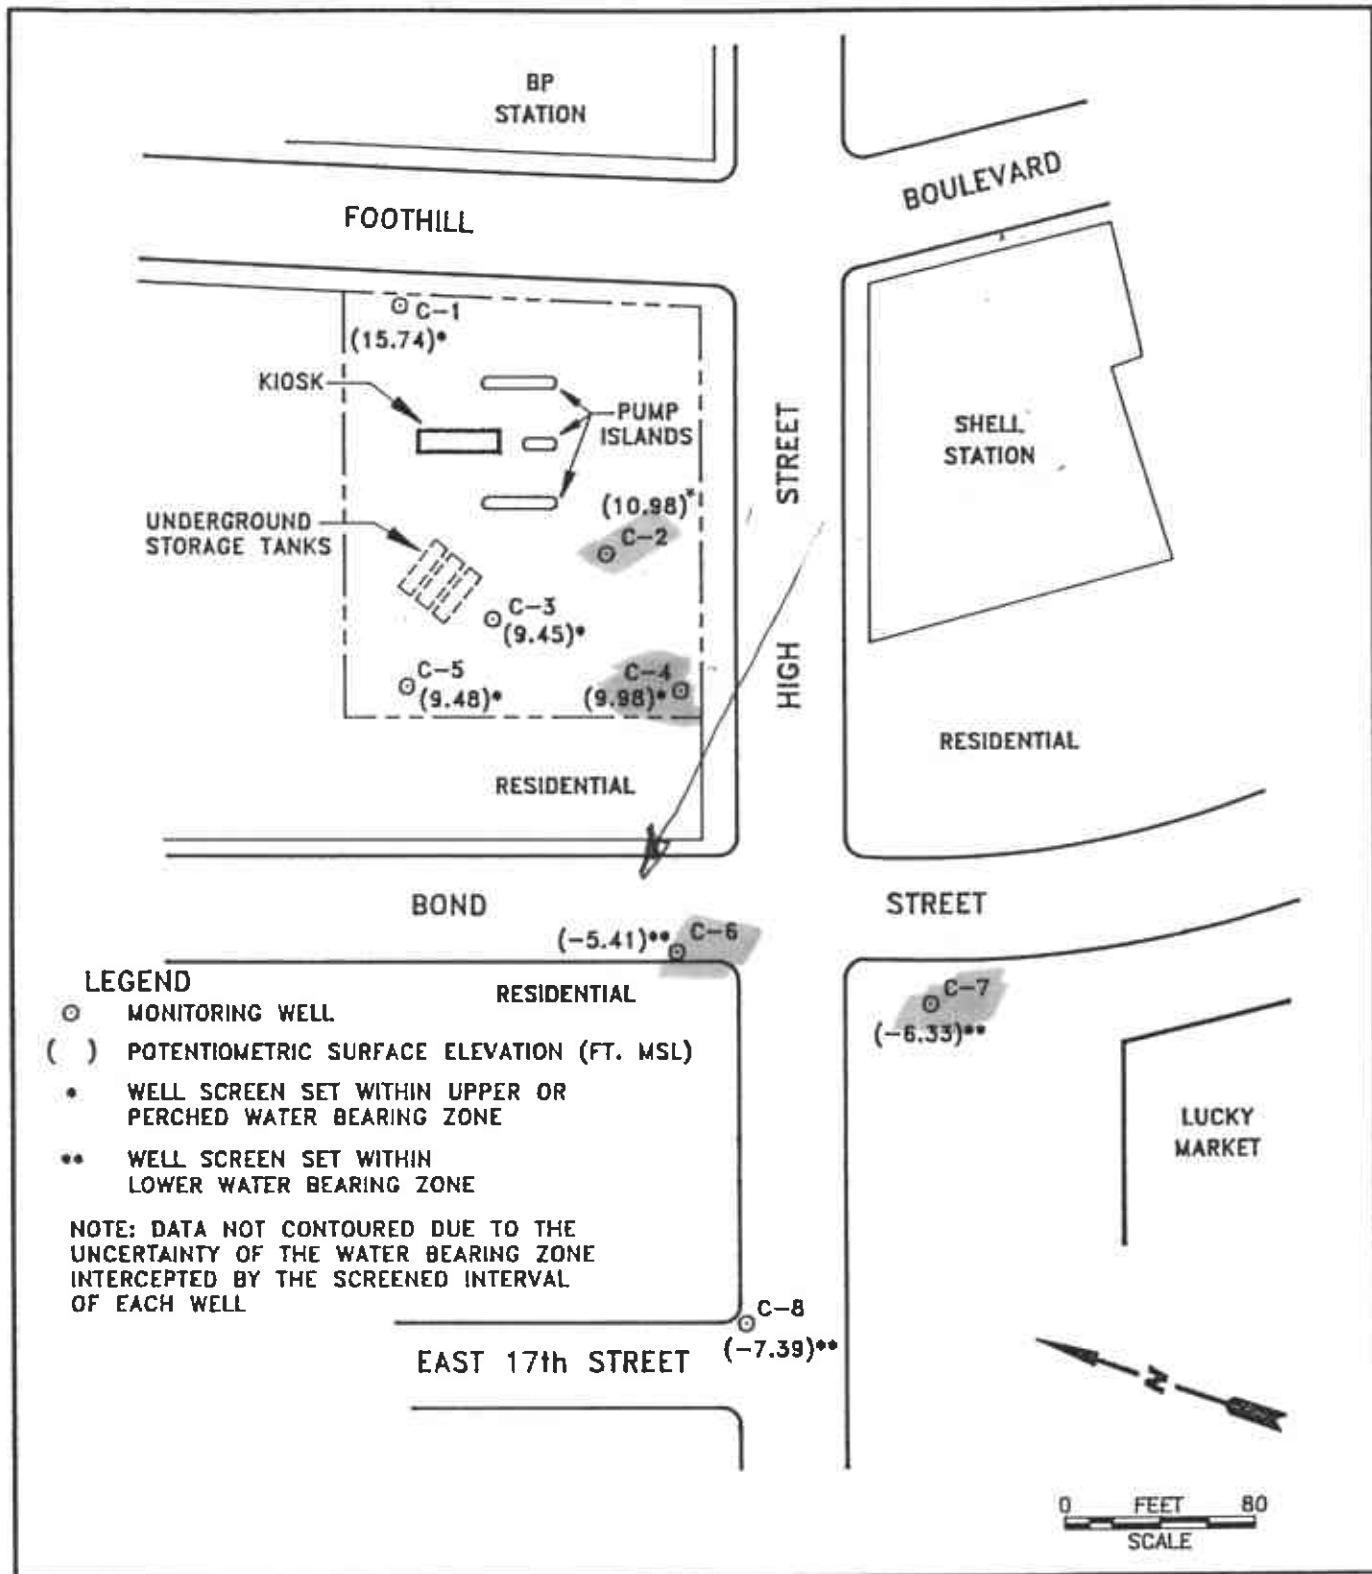 BP
STATION
BOULEVARD
FOOTHILL
C-1
(15.74)*
KIOSK
PUMP
ISLANDS
STREET
SHELL
STATION
(10.98)*
UNDERGROUND
STORAGE TANKS
C-2
C-3
(9.45)*
C-5
(9.48)*
C-4
(9.98)*
HIGH
RESIDENTIAL
RESIDENTIAL
BOND
STREET
(-5.41)**
C-6
LEGEND
RESIDENTIAL
C-7
(-6.33)**
MONITORING WELL
( ) POTENTIOMETRIC SURFACE ELEVATION (FT. MSL)
* WELL SCREEN SET WITHIN UPPER OR
PERCHED WATER BEARING ZONE
** WELL SCREEN SET WITHIN
LOWER WATER BEARING ZONE
LUCKY
MARKET
NOTE: DATA NOT CONTOURED DUE TO THE
UNCERTAINTY OF THE WATER BEARING ZONE
INTERCEPTED BY THE SCREENED INTERVAL
OF EACH WELL
C-8
(-7.39)**
EAST 17th STREET
N
0 FEET 80
SCALE